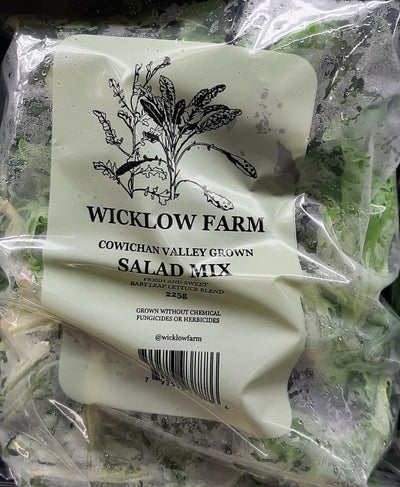 WICKLOW FARM
COWICHAN VALLEY GROWN
SALAD MIX
FRESH AND SWEET
BABY LEAF LETTUCE BLEND
225g
GROWN WITHOUT CHEMICAL
FUNGICIDES OR HERBICIDES
@wicklowfarm